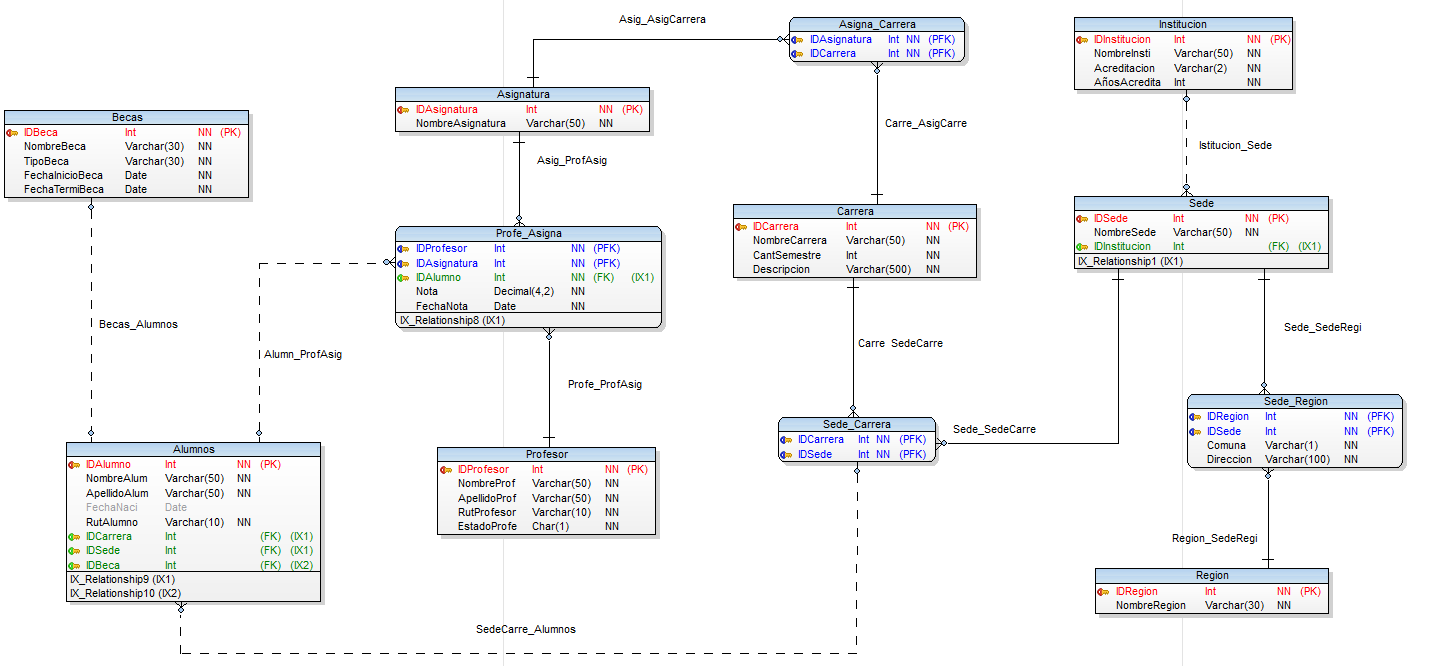 Asig_AsigCarrera
Asigna_Carrera
IDAsignatura Int NN (PFK)
IDCarrera Int NN (PFK)
Institucion
IDInstitucion Int NN (PK)
NombreInsti Varchar(50) NN
Acreditacion Varchar(2) NN
AñosAcredita Int NN
Asignatura
IDAsignatura Int NN (PK)
NombreAsignatura Varchar(50) NN
Becas
IDBeca Int NN (PK)
NombreBeca Varchar(30) NN
TipoBeca Varchar(30) NN
FechaInicioBeca Date NN
FechaTermiBeca Date NN
Carre_AsigCarre
Asig_ProfAsig
Istitucion_Sede
Sede
IDSede Int NN (PK)
NombreSede Varchar(50) NN
IDInstitucion Int (FK) (IX1)
IX_Relationship1 (IX1)
Carrera
IDCarrera Int NN (PK)
NombreCarrera Varchar(50) NN
CantSemestre Int NN
Descripcion Varchar(500) NN
Profe_Asigna
IDProfesor Int NN (PFK)
IDAsignatura Int NN (PFK)
IDAlumno Int NN (FK) (IX1)
Nota Decimal(4,2) NN
FechaNota Date NN
IX_Relationship8 (IX1)
Becas_Alumnos
Alumn_ProfAsig
Carre SedeCarre
Sede_SedeRegi
Profe_ProfAsig
Sede_Region
IDRegion Int NN (PFK)
IDSede Int NN (PFK)
Comuna Varchar(1) NN
Direccion Varchar(100) NN
Sede_Carrera
IDCarrera Int NN (PFK)
IDSede Int NN (PFK)
Sede_SedeCarre
Alumnos
IDAlumno Int NN (PK)
NombreAlum Varchar(50) NN
ApellidoAlum Varchar(50) NN
FechaNaci Date
RutAlumno Varchar(10) NN
IDCarrera Int (FK) (IX1)
IDSede Int (FK) (IX1)
IDBeca Int (FK) (IX2)
IX_Relationship9 (IX1)
IX_Relationship10 (IX2)
Profesor
IDProfesor Int NN (PK)
NombreProf Varchar(50) NN
ApellidoProf Varchar(50) NN
RutProfesor Varchar(10) NN
EstadoProfe Char(1) NN
Region_SedeRegi
Region
IDRegion Int NN (PK)
NombreRegion Varchar(30) NN
SedeCarre_Alumnos